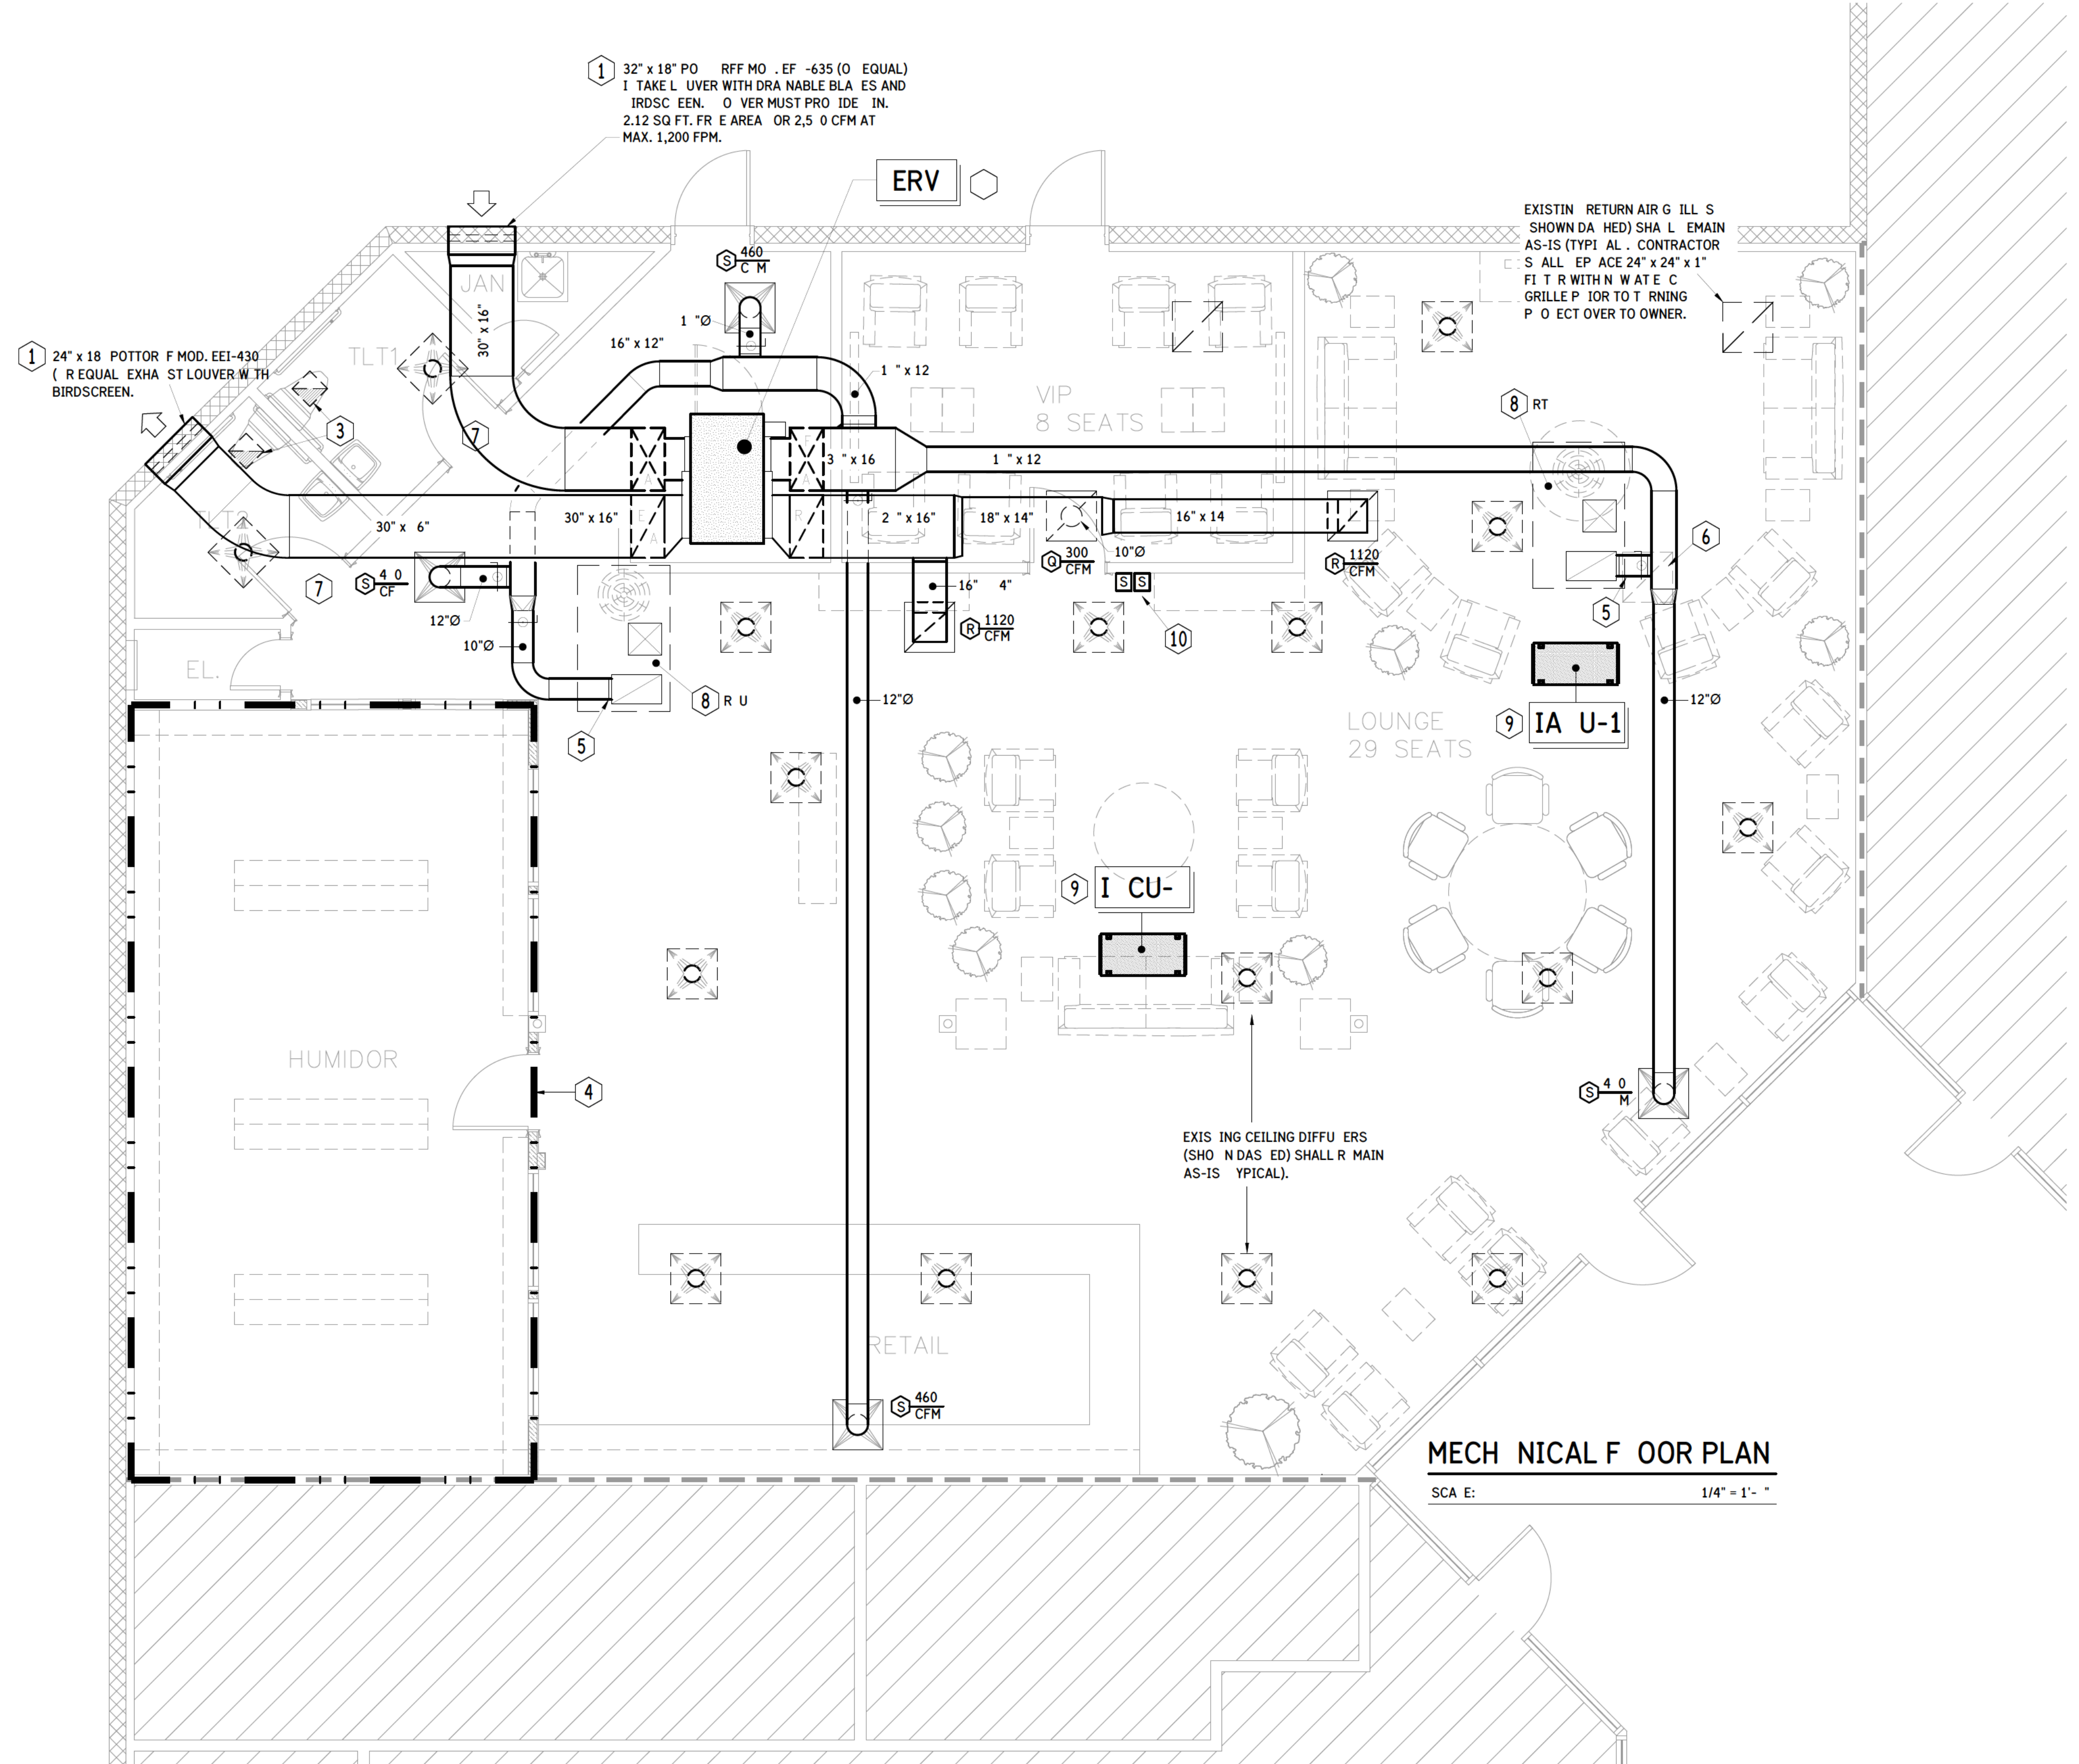 1
32" x 18" PO RFF MO . EF -635 (O EQUAL)
I TAKE L UVER WITH DRA NABLE BLA ES AND
IRDSC EEN. O VER MUST PRO IDE IN.
2.12 SQ FT. FR E AREA OR 2,5 0 CFM AT
MAX. 1,200 FPM.
ERV
EXISTIN RETURN AIR G ILL S
SHOWN DA HED) SHA L EMAIN
AS-IS (TYPI AL . CONTRACTOR
S ALL EP ACE 24" x 24" x 1"
FI T R WITH N W AT E C
GRILLE P IOR TO T RNING
P O ECT OVER TO OWNER.
S 460
C M
JAN
30" x 16"
1 "Ø
16" x 12"
TLT1
1
24" x 18 POTTOR F MOD. EEI-430
( R EQUAL EXHA ST LOUVER W TH
BIRDSCREEN.
1 " x 12
VIP
8 SEATS
8 RT
3
7
3 " x 16
1 " x 12
TLT2
30" x 6"
30" x 16"
E
A
R
2 " x 16"
18" x 14"
16" x 14
Q 300
CFM
10"Ø
R 1120
CFM
6
7
S 4 0
CF
12"Ø
16" 4"
S S
5
10"Ø
R 1120
CFM
10
EL.
8 R U
12"Ø
5
LOUNGE
29 SEATS
9 IA U-1
12"Ø
9 I CU-
HUMIDOR
4
S 4 0
M
EXIS ING CEILING DIFFU ERS
(SHO N DAS ED) SHALL R MAIN
AS-IS YPICAL).
RETAIL
S 460
CFM
MECH NICAL F OOR PLAN
SCA E: 1/4" = 1'- "